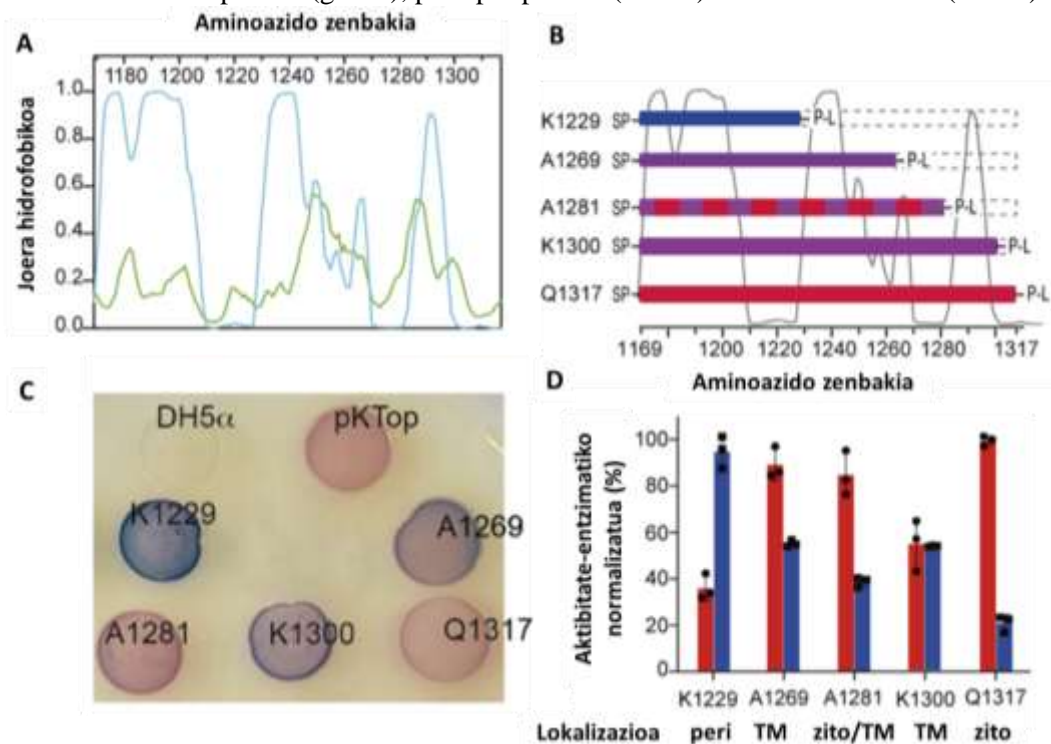 Aminoazido zenbakia
A
1180 1200 1220 1240 1260 1280 1300
Joera hidrofobikoa
1.0
0.8
0.6
0.4
0.2
0.0
B
K1229 SP P-L
A1269 SP P-L
A1281 SP P-L
K1300 SP P-L
Q1317 SP P-L
1169 1200 1220 1240 1260 1280 1317
Aminoazido zenbakia
C
DH5α pKTop
K1229 A1269
A1281 K1300 Q1317
D
Aktibitate-entzimatiko
normalizatua (%)
100
80
60
40
20
0
K1229 A1269 A1281 K1300 Q1317
Lokalizazioa peri TM zito/TM TM zito